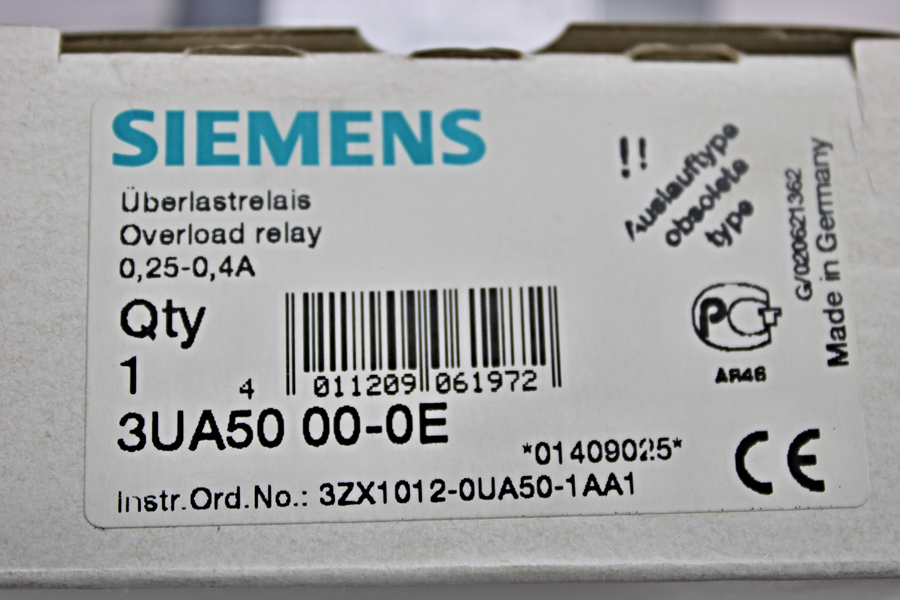 SIEMENS
Überlastrelais
Overload relay
0,25-0,4A
Qty
1
4 011209 061972
3UA50 00-0E
*01409025*
Instr.Ord.No.: 3ZX1012-0UA50-1AA1
!!
Auslauftype
obsolete
type
G/020621362
Made in Germany
AR46
CE